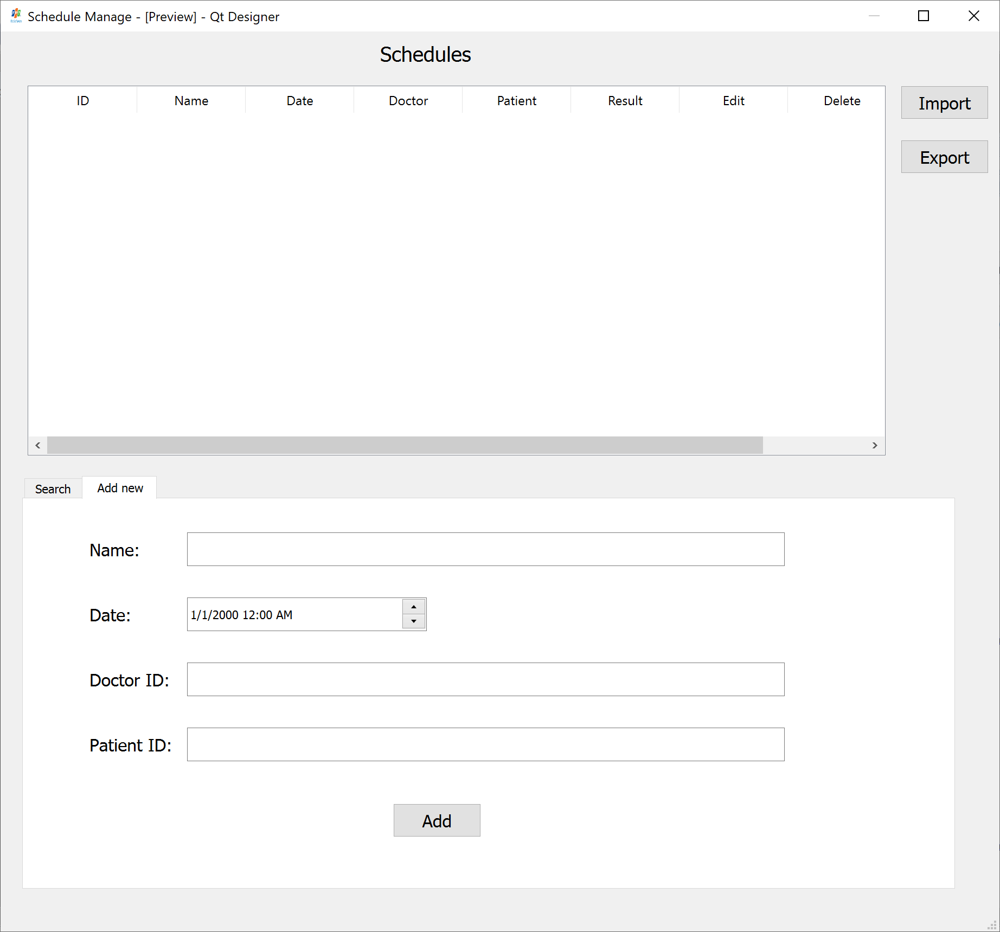 Schedule Manage - [Preview] - Qt Designer
Schedules
ID Name Date Doctor Patient Result Edit Delete
Import
Export
Search Add new
Name:
Date: 1/1/2000 12:00 AM
Doctor ID:
Patient ID:
Add